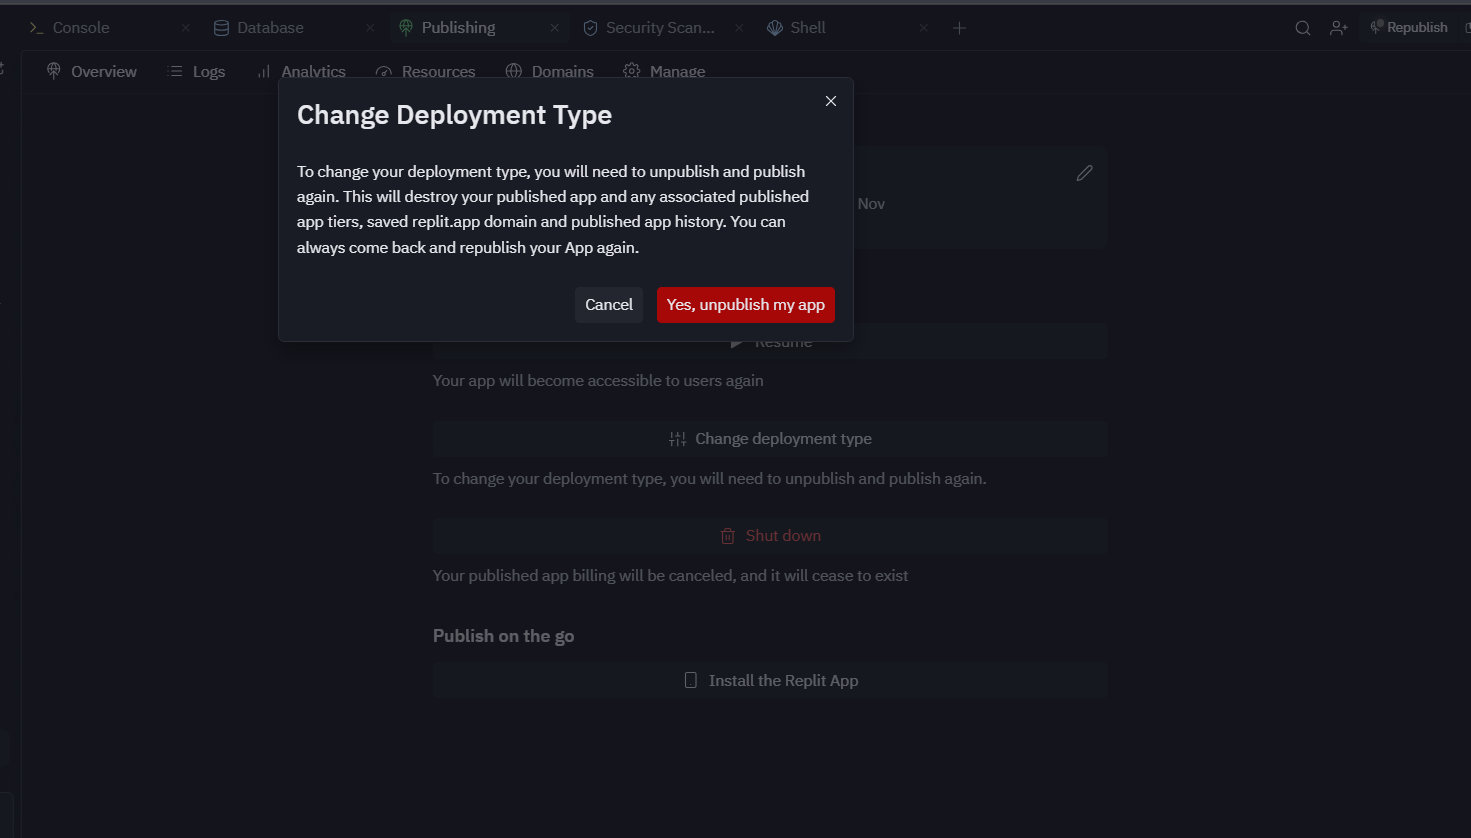 Console
Database
Publishing
Security Scan...
Shell
Republish
Overview
Logs
Analytics
Resources
Domains
Manage
Change Deployment Type
To change your deployment type, you will need to unpublish and publish
again. This will destroy your published app and any associated published
app tiers, saved replit.app domain and published app history. You can
always come back and republish your App again.
Cancel
Yes, unpublish my app
Nov
Resume
Your app will become accessible to users again
Change deployment type
To change your deployment type, you will need to unpublish and publish again.
Shut down
Your published app billing will be canceled, and it will cease to exist
Publish on the go
Install the Replit App